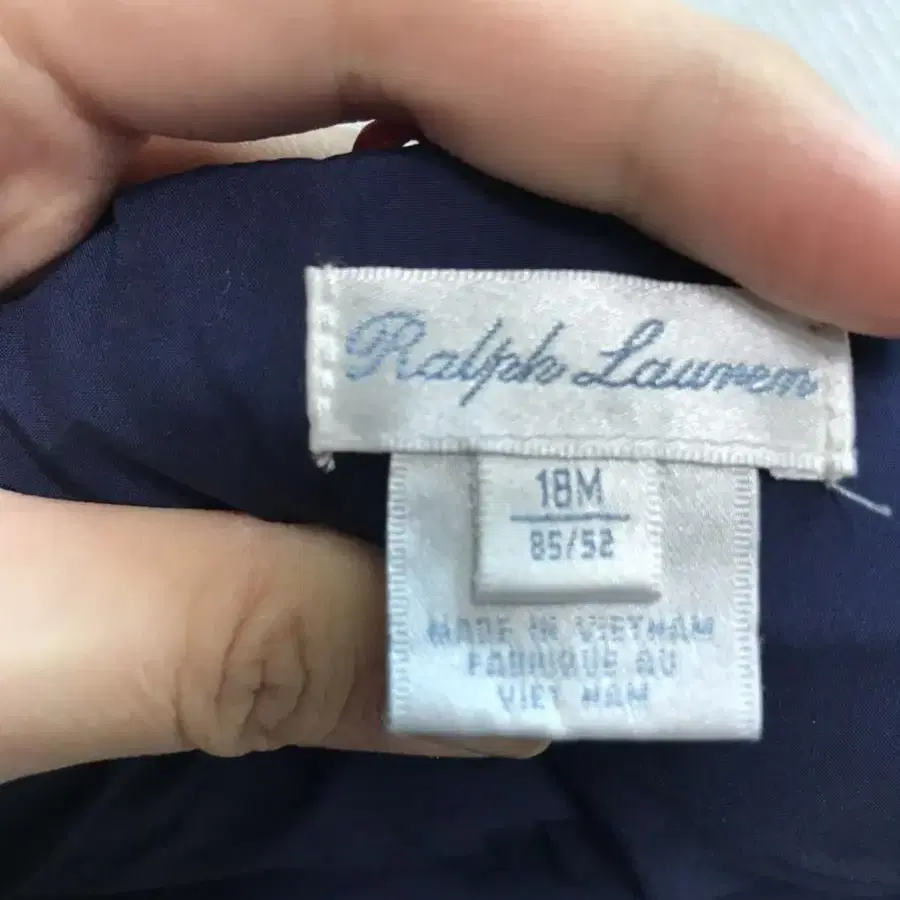 Ralph Lauren
18M
85/52
MADE IN VIETNAM
FABRIQUE AU
VIET NAM